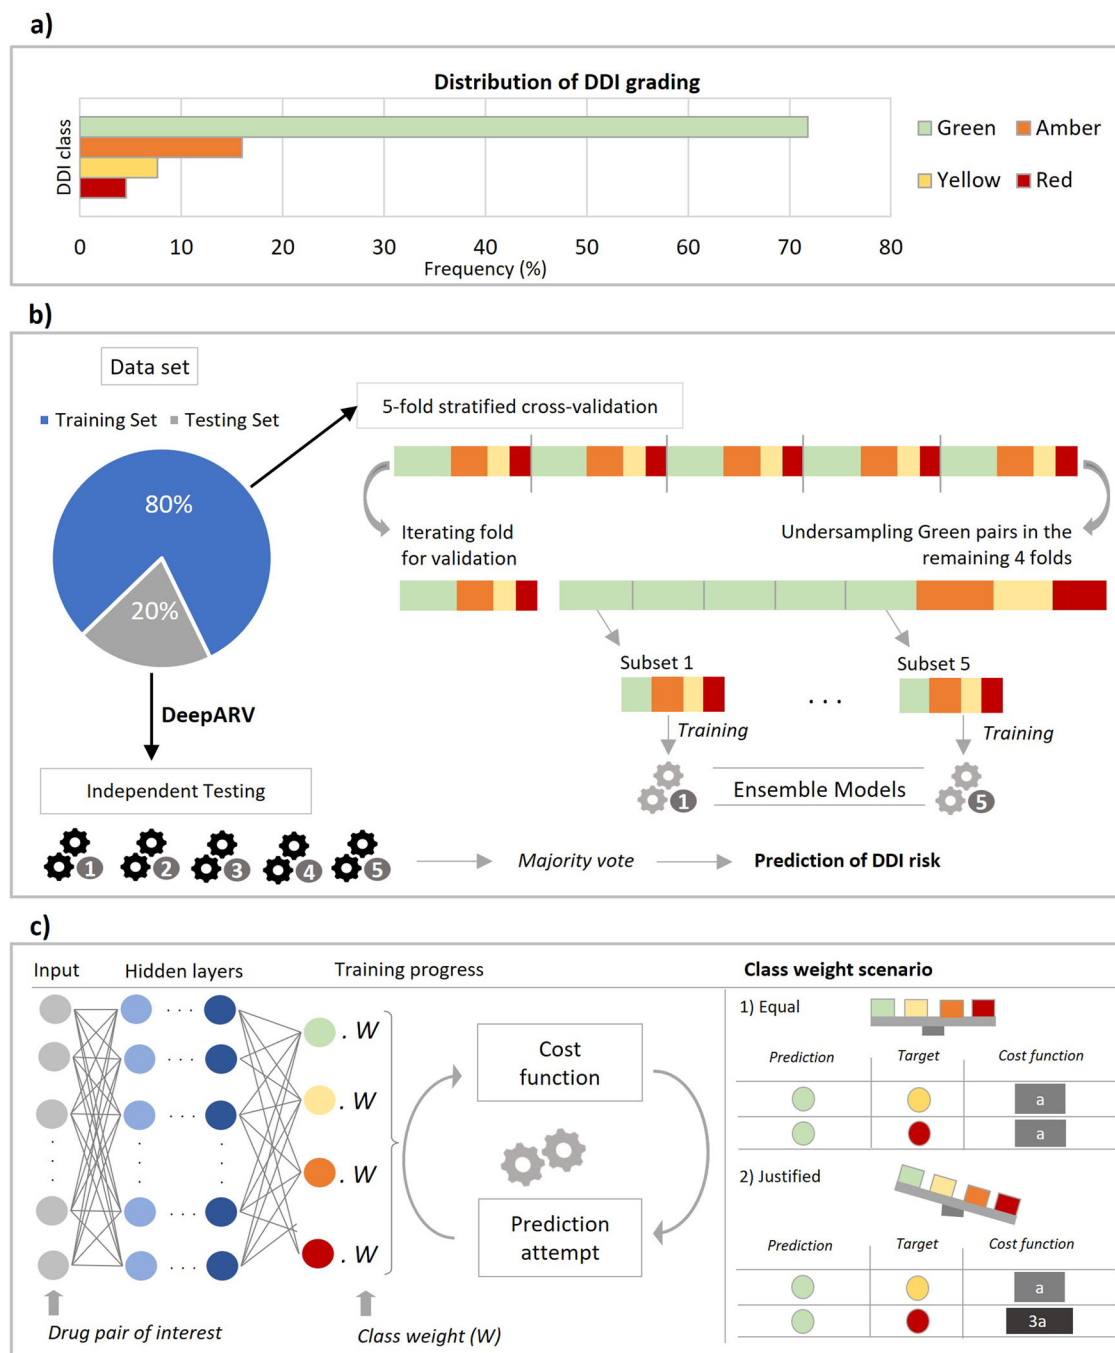 a)
Distribution of DDI grading
DDI class
Green
Amber
Yellow
Red
0 10 20 30 40 50 60 70 80
Frequency (%)
b)
Data set
Training Set Testing Set
80%
20%
5-fold stratified cross-validation
Iterating fold
for validation
Undersampling Green pairs in the
remaining 4 folds
Subset 1
. . .
Subset 5
Training
Training
1
Ensemble Models
5
DeepARV
Independent Testing
1 2 3 4 5
Majority vote
Prediction of DDI risk
c)
Input
Hidden layers
Training progress
. W
. W
. W
. W
Cost
function
Prediction
attempt
Drug pair of interest
Class weight (W)
Class weight scenario
1) Equal
Prediction Target Cost function
a
a
2) Justified
Prediction Target Cost function
a
3a